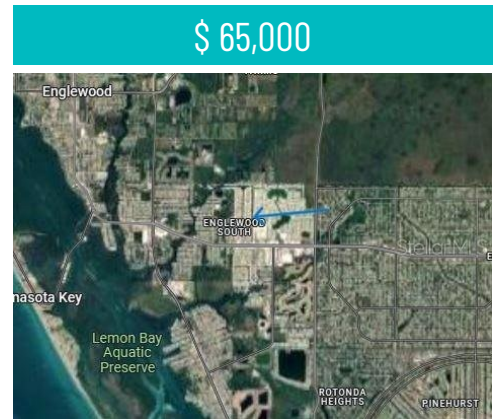 $ 65,000
Englewood
ENGLEWOOD
SOUTH
nasota Key
Lemon Bay
Aquatic
Preserve
ROTONDA
HEIGHTS
PINEHURST